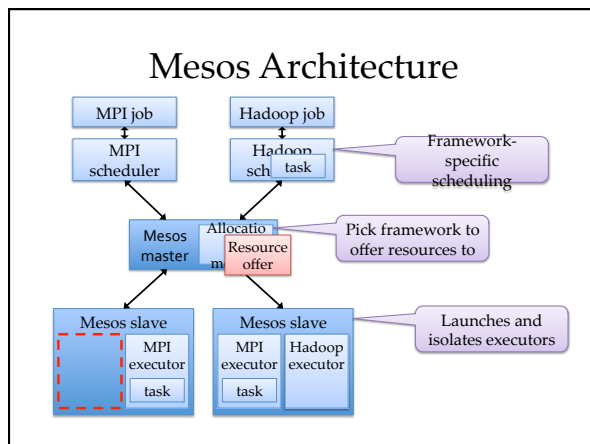 Mesos Architecture
MPI job
Hadoop job
MPI
scheduler
Hadoop
task
Framework-
specific
scheduling
Mesos
master
Allocatio
Resource
offer
Pick framework to
offer resources to
Mesos slave
MPI
executor
task
Mesos slave
MPI
executor
task
Hadoop
executor
Launches and
isolates executors